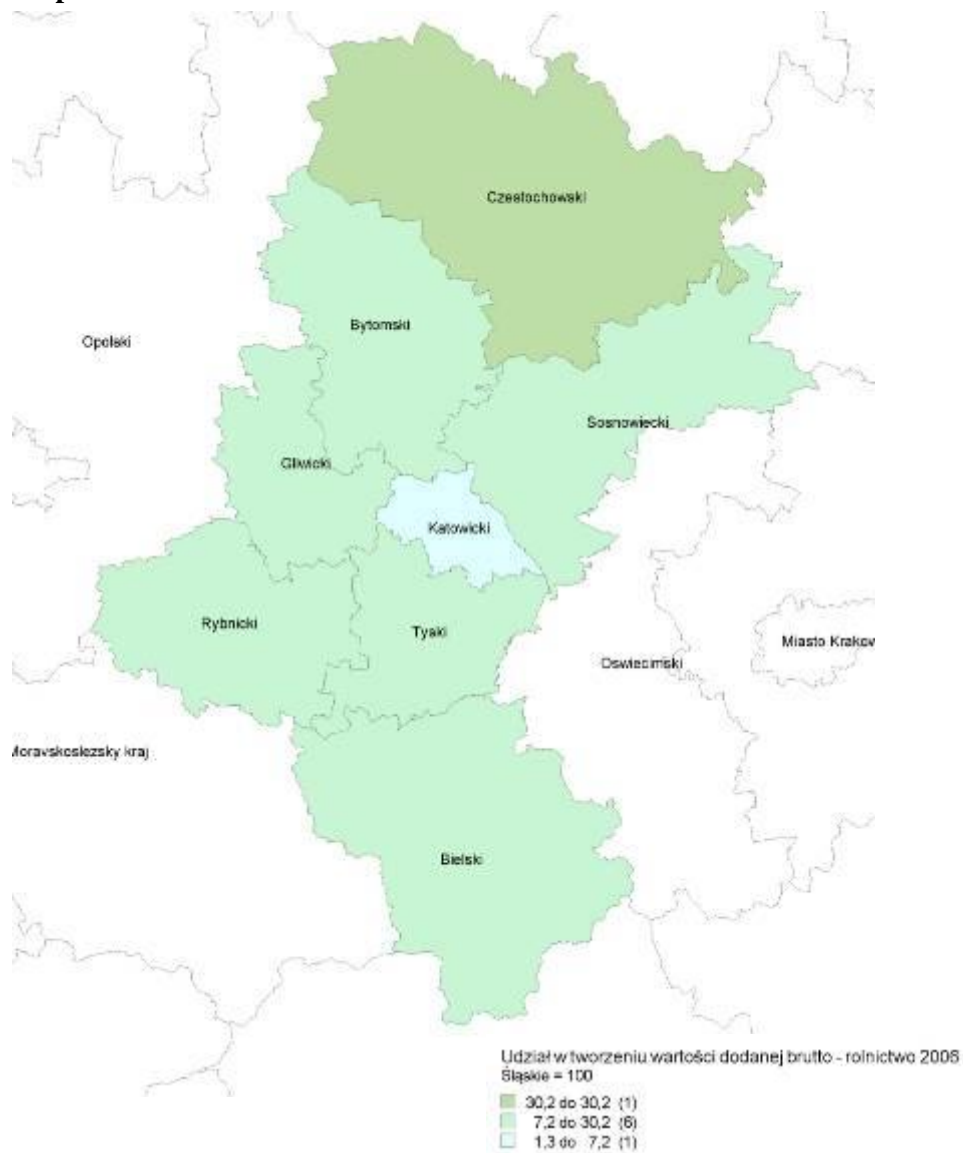 Czestochowski
Opolski
Bytomski
Sosnowiecki
Gliwicki
Katowicki
Rybnicki
Tyski
Miasto Krakow
Oswiecimski
Moravskoslezsky kraj
Bielski
Udział w tworzeniu wartości dodanej brutto - rolnictwo 2006
Śląskie = 100
30,2 do 30,2 (1)
7,2 do 30,2 (6)
1,3 do 7,2 (1)